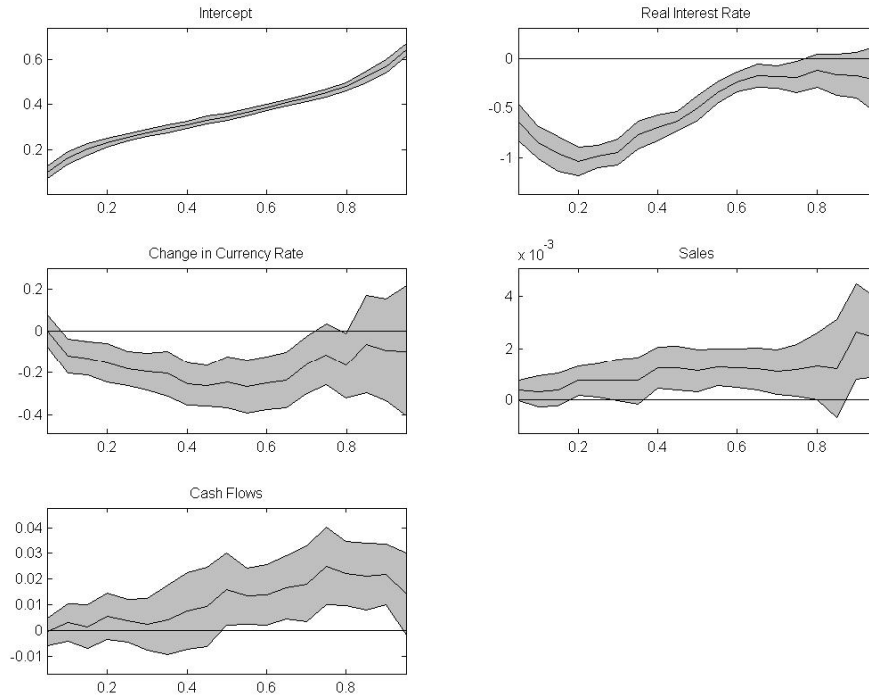 Intercept
0.6
0.4
0.2
0.2 0.4 0.6 0.8
Real Interest Rate
0
-0.5
-1
0.2 0.4 0.6 0.8
Change in Currency Rate
0.2
0
-0.2
-0.4
0.2 0.4 0.6 0.8
Sales
x 10⁻³
4
2
0
0.2 0.4 0.6 0.8
Cash Flows
0.04
0.03
0.02
0.01
0
-0.01
0.2 0.4 0.6 0.8